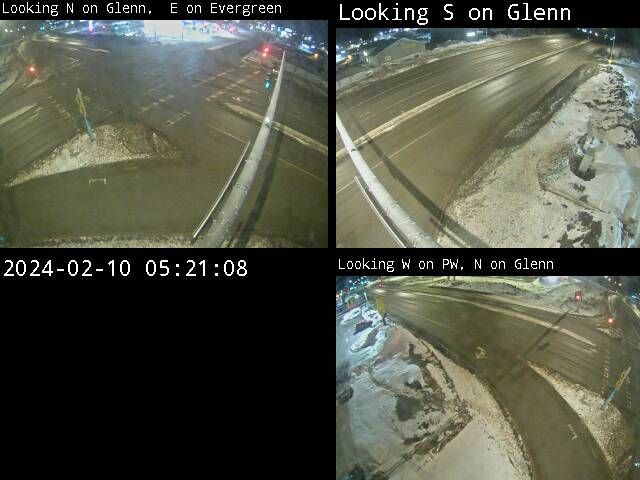 Looking N on Glenn,  E on Evergreen
Looking S on Glenn
2024-02-10 05:21:08
Looking W on PW, N on Glenn